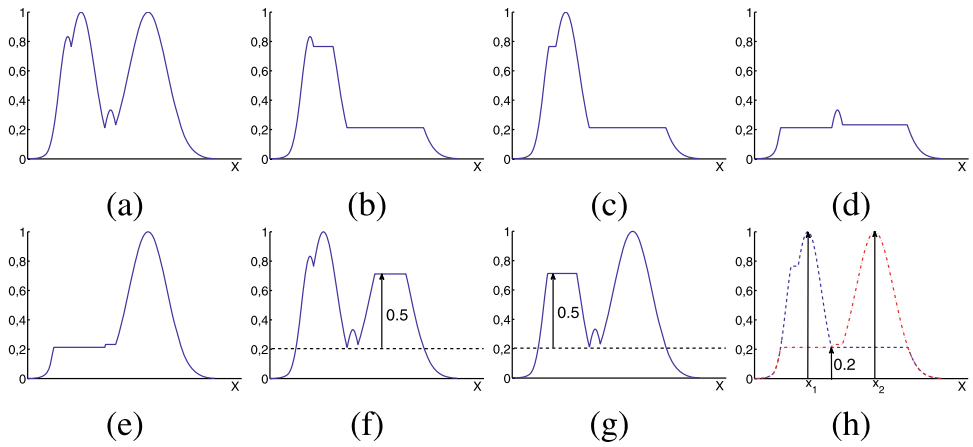 1 1 1 1
0,8 0,8 0,8 0,8
0,6 0,6 0,6 0,6
0,4 0,4 0,4 0,4
0,2 0,2 0,2 0,2
0 0 0 0
X X X X
(a) (b) (c) (d)
1 1 1 1
0,8 0,8 0,8 0,8
0,6 0,6 0,6 0,6
0.5 0.5
0,4 0,4 0,4 0,4
0,2 0,2 0,2 0,2
0.2
0 0 0 0
X X X x₁ x₂ X
(e) (f) (g) (h)